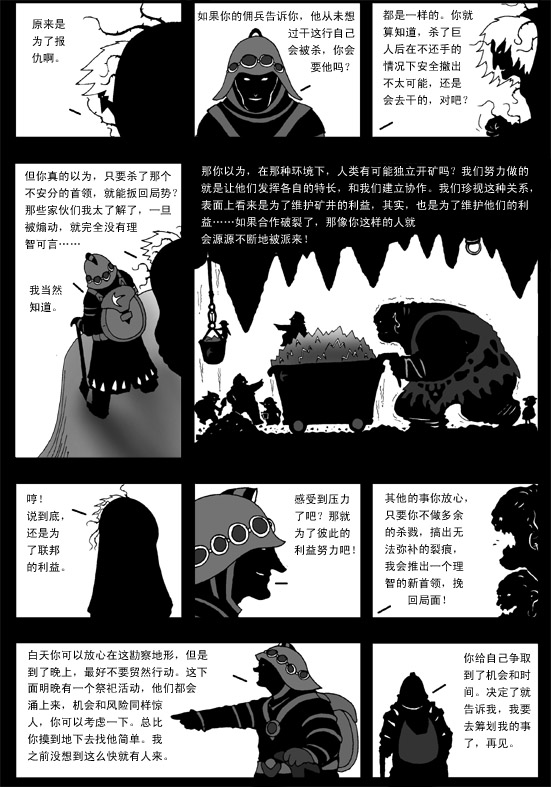 原来是
为了报
仇啊。
如果你的佣兵告诉你，他从未想
过干这行自己
会被杀，你会
要他吗？
都是一样的。你就
算知道，杀了巨
人后在不还手的
情况下安全撤出
不太可能，还是
会去干的，对吧？
但你真的以为，只要杀了那个
不安分的首领，就能扳回局势？
那些家伙们我太了解了，一旦
被煽动，就完全没有理
智可言……
我当然
知道。
那你以为，在那种环境下，人类有可能独立开矿吗？我们努力做的
就是让他们发挥各自的特长，和我们建立协作。我们珍视这种关系，
表面上看来是为了维护矿井的利益，其实，也是为了维护他们的利
益……如果合作破裂了，那像你这样的人就
会源源不断地被派来！
哼！
说到底，
还是为
了联邦
的利益。
感受到压力
了吧？那就
为了彼此的
利益努力吧！
其他的事你放心，
只要你不做多余
的杀戮，搞出无
法弥补的裂痕，
我会推出一个理
智的新首领，挽
回局面！
白天你可以放心在这勘察地形，但是
到了晚上，最好不要贸然行动。这下
面明晚有一个祭祀活动，他们都会
涌上来，机会和风险同样惊
人，你可以考虑一下。总比
你摸到地下去找他简单。我
之前没想到这么快就有人来。
你给自己争取
到了机会和时
间。决定了就
告诉我，我要
去筹划我的事
了，再见。